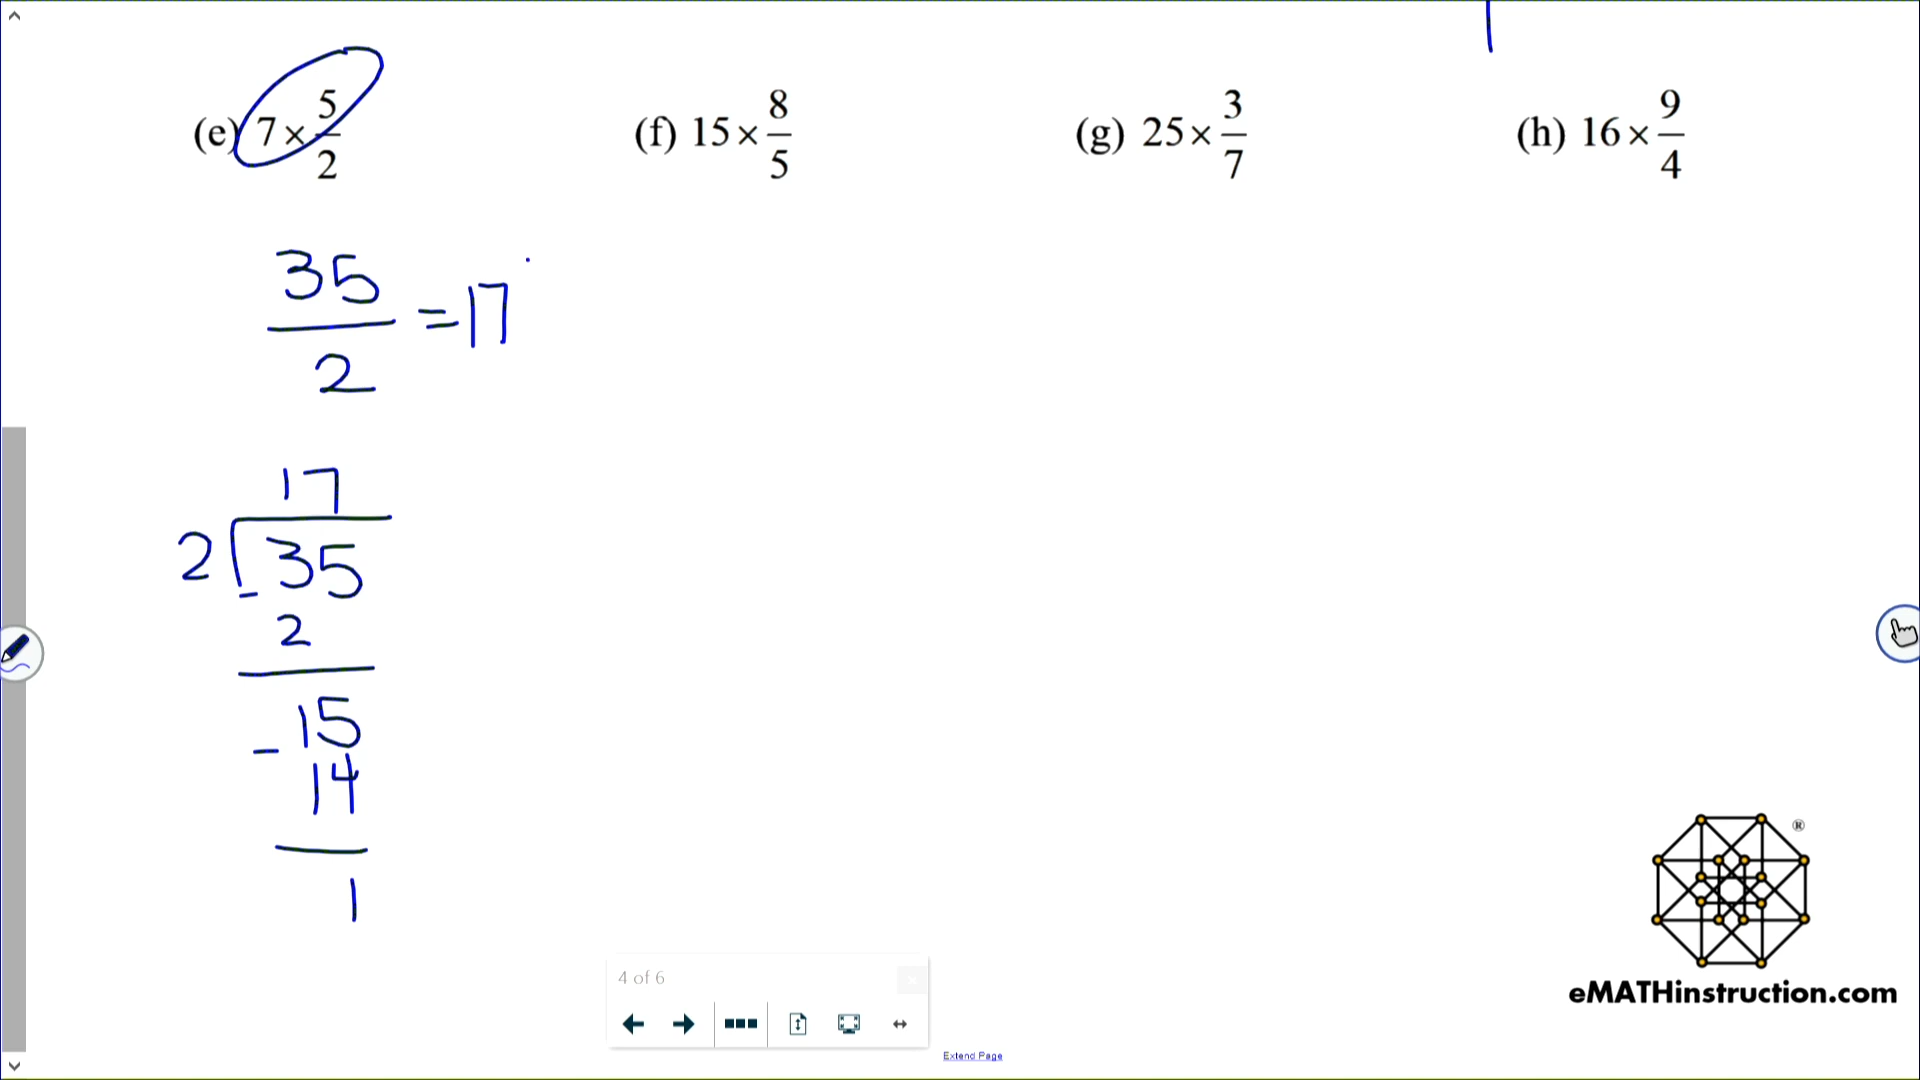 (e) 7 × 5/2
(f) 15 × 8/5
(g) 25 × 3/7
(h) 16 × 9/4
35/2 = 17
17
2 35
- 2
- 15
14
1
®
eMATHinstruction.com
4 of 6
Extend Page